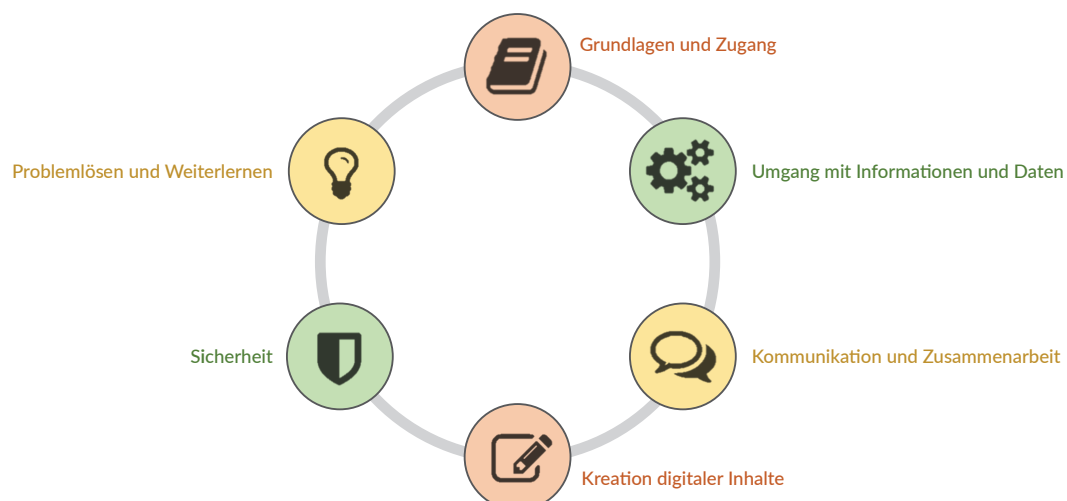 Grundlagen und Zugang
Problemlösen und Weiterlernen
Umgang mit Informationen und Daten
Sicherheit
Kommunikation und Zusammenarbeit
Kreation digitaler Inhalte